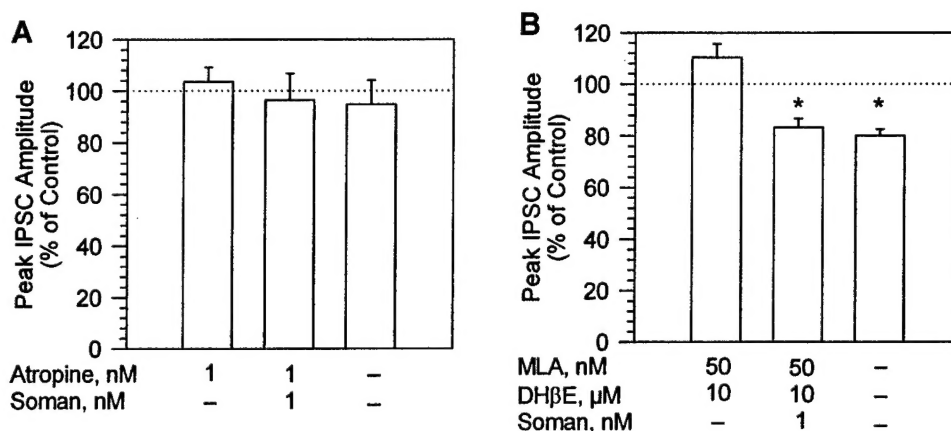 A
120
100
80
60
40
20
0
Peak IPSC Amplitude
(% of Control)
Atropine, nM 1 1 –
Soman, nM – 1 –
B
120
100
80
60
40
20
0
Peak IPSC Amplitude
(% of Control)
* *
MLA, nM 50 50 –
DHβE, µM 10 10 –
Soman, nM – 1